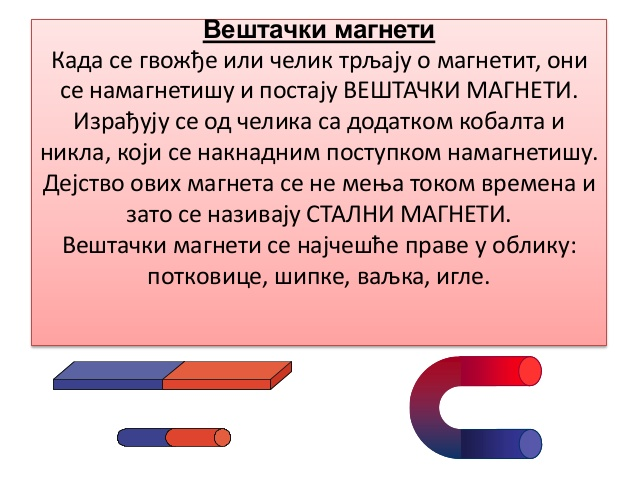 Вештачки магнети
Када се гвожђе или челик трљају о магнетит, они
се намагнетишу и постају ВЕШТАЧКИ МАГНЕТИ.
Израђују се од челика са додатком кобалта и
никла, који се накнадним поступком намагнетишу.
Дејство ових магнета се не мења током времена и
зато се називају СТАЛНИ МАГНЕТИ.
Вештачки магнети се најчешће праве у облику:
потковице, шипке, ваљка, игле.